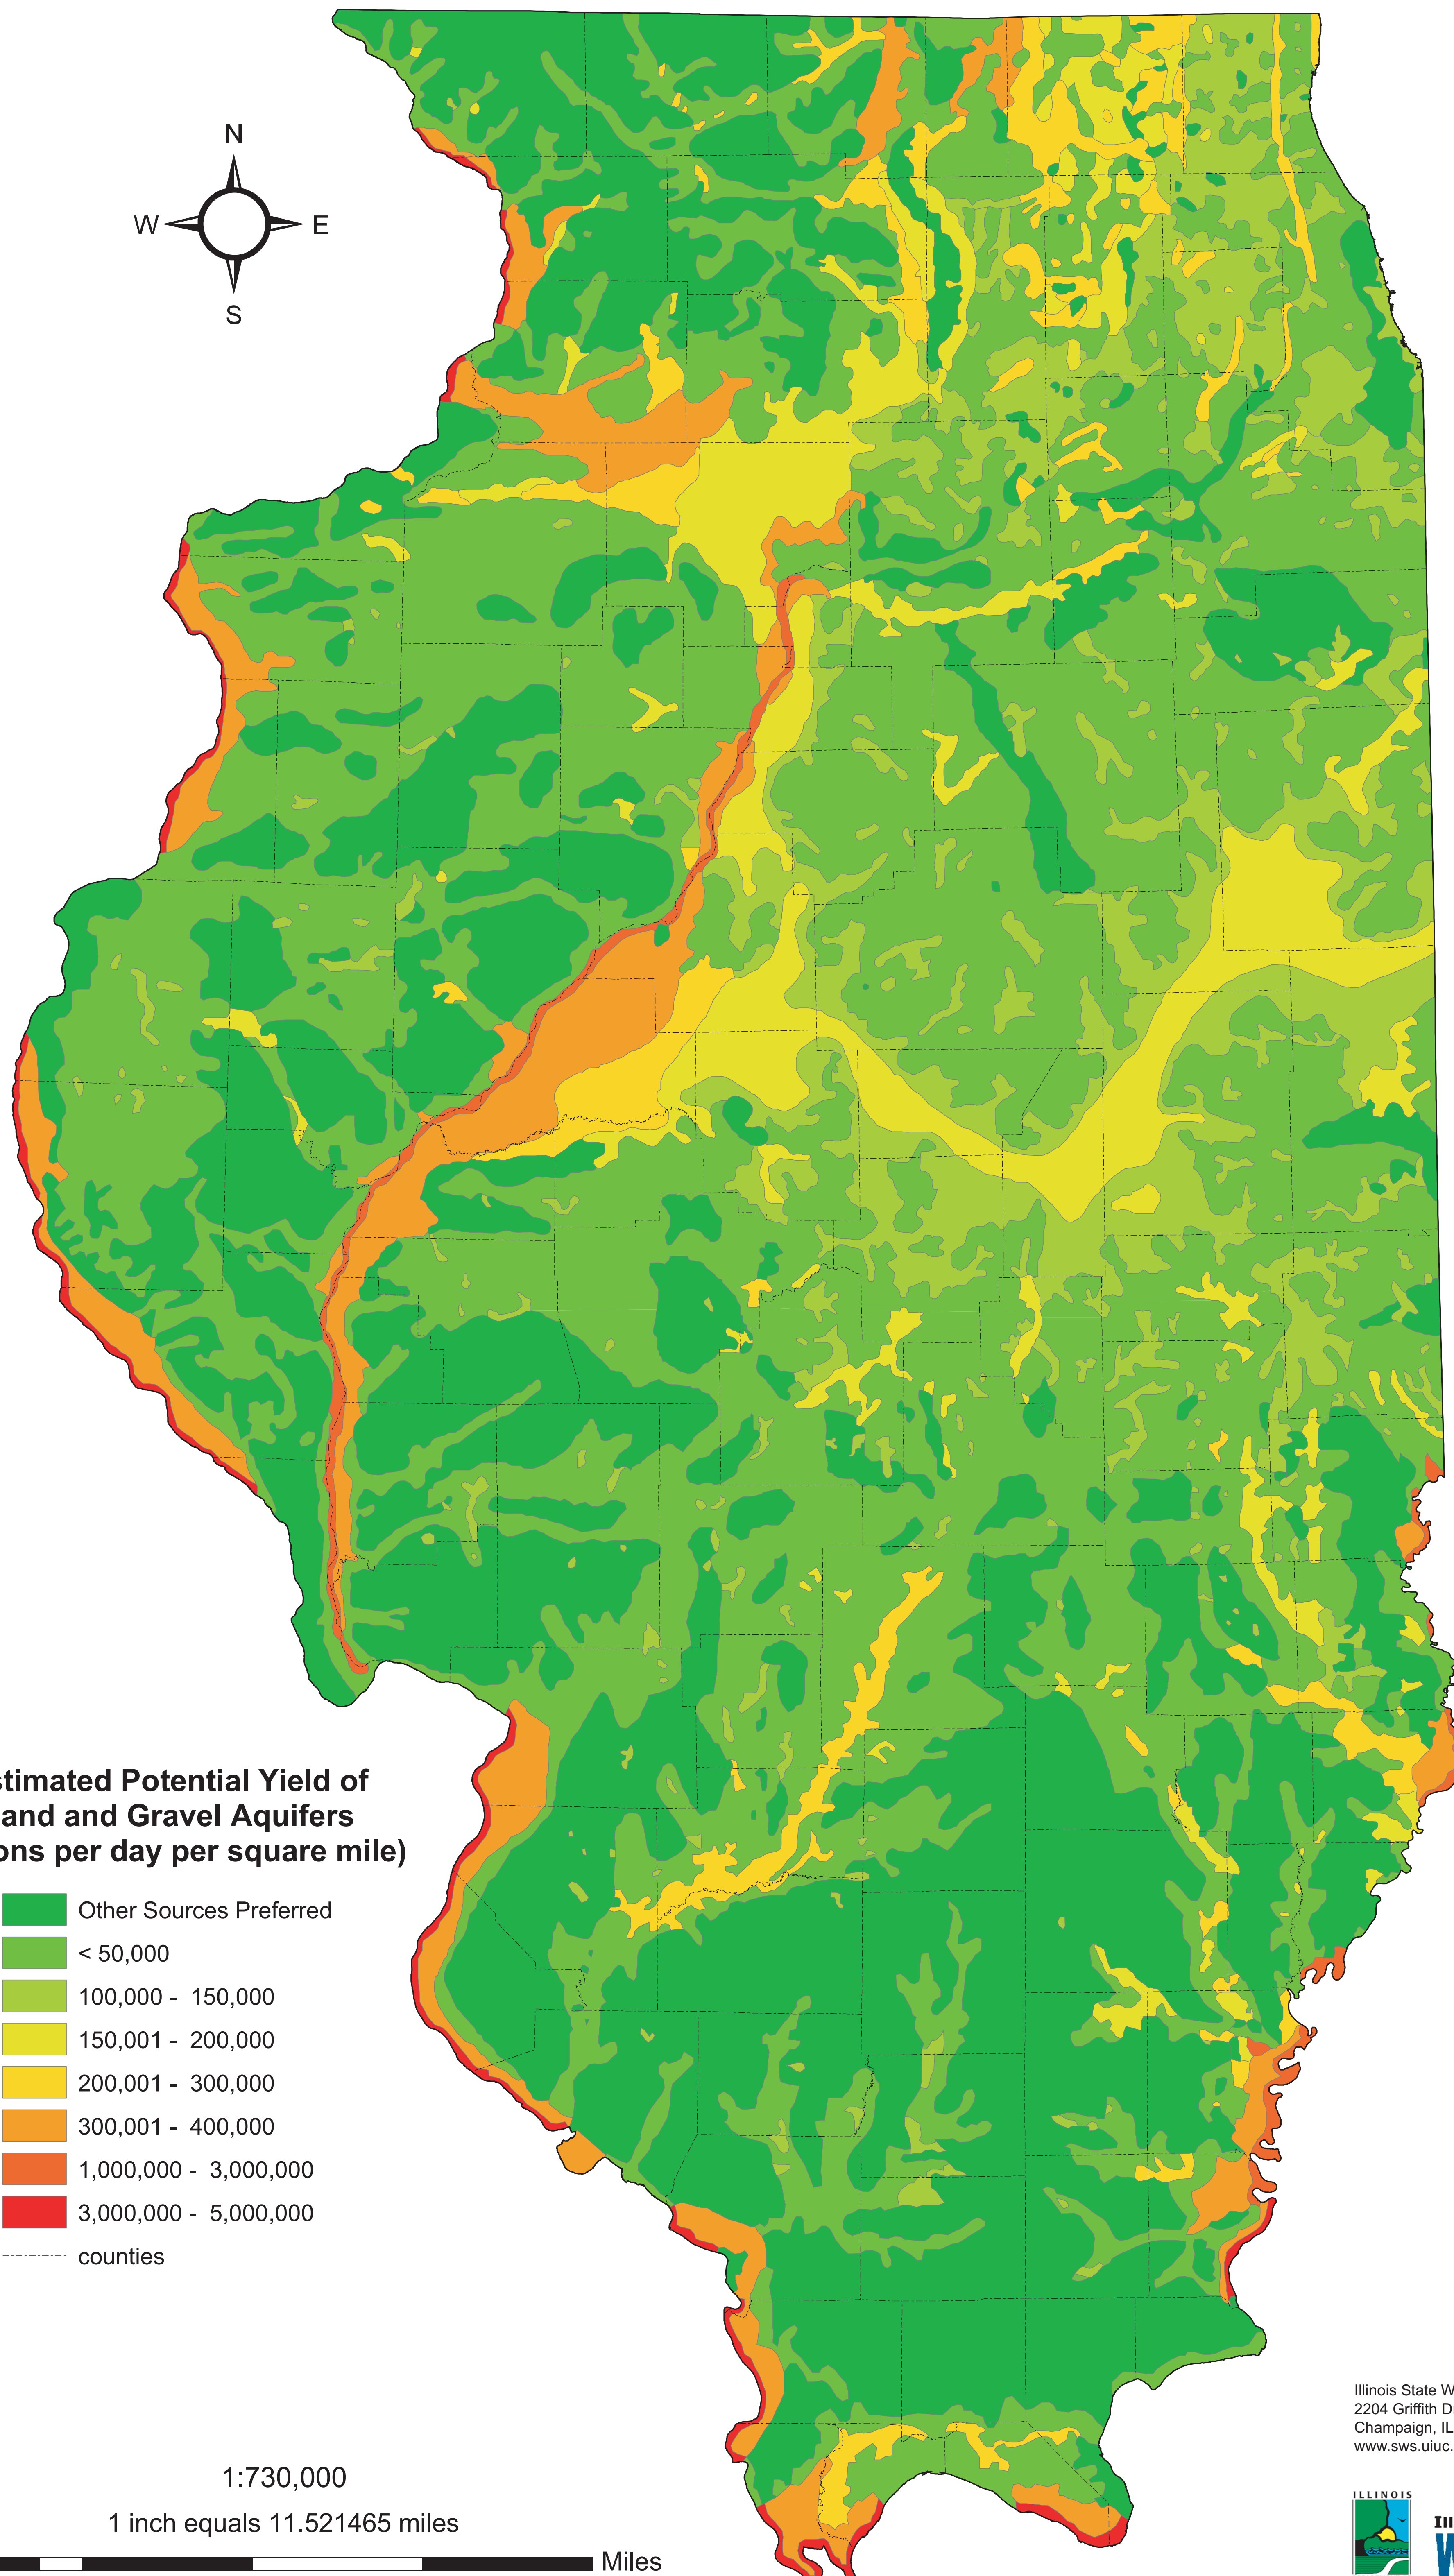 N
W E
S
stimated Potential Yield of
and and Gravel Aquifers
ons per day per square mile)
Other Sources Preferred
< 50,000
100,000 - 150,000
150,001 - 200,000
200,001 - 300,000
300,001 - 400,000
1,000,000 - 3,000,000
3,000,000 - 5,000,000
counties
1:730,000
1 inch equals 11.521465 miles
Miles
Illinois State W
2204 Griffith D
Champaign, IL
www.sws.uiuc.
ILLINOIS
Ill
W